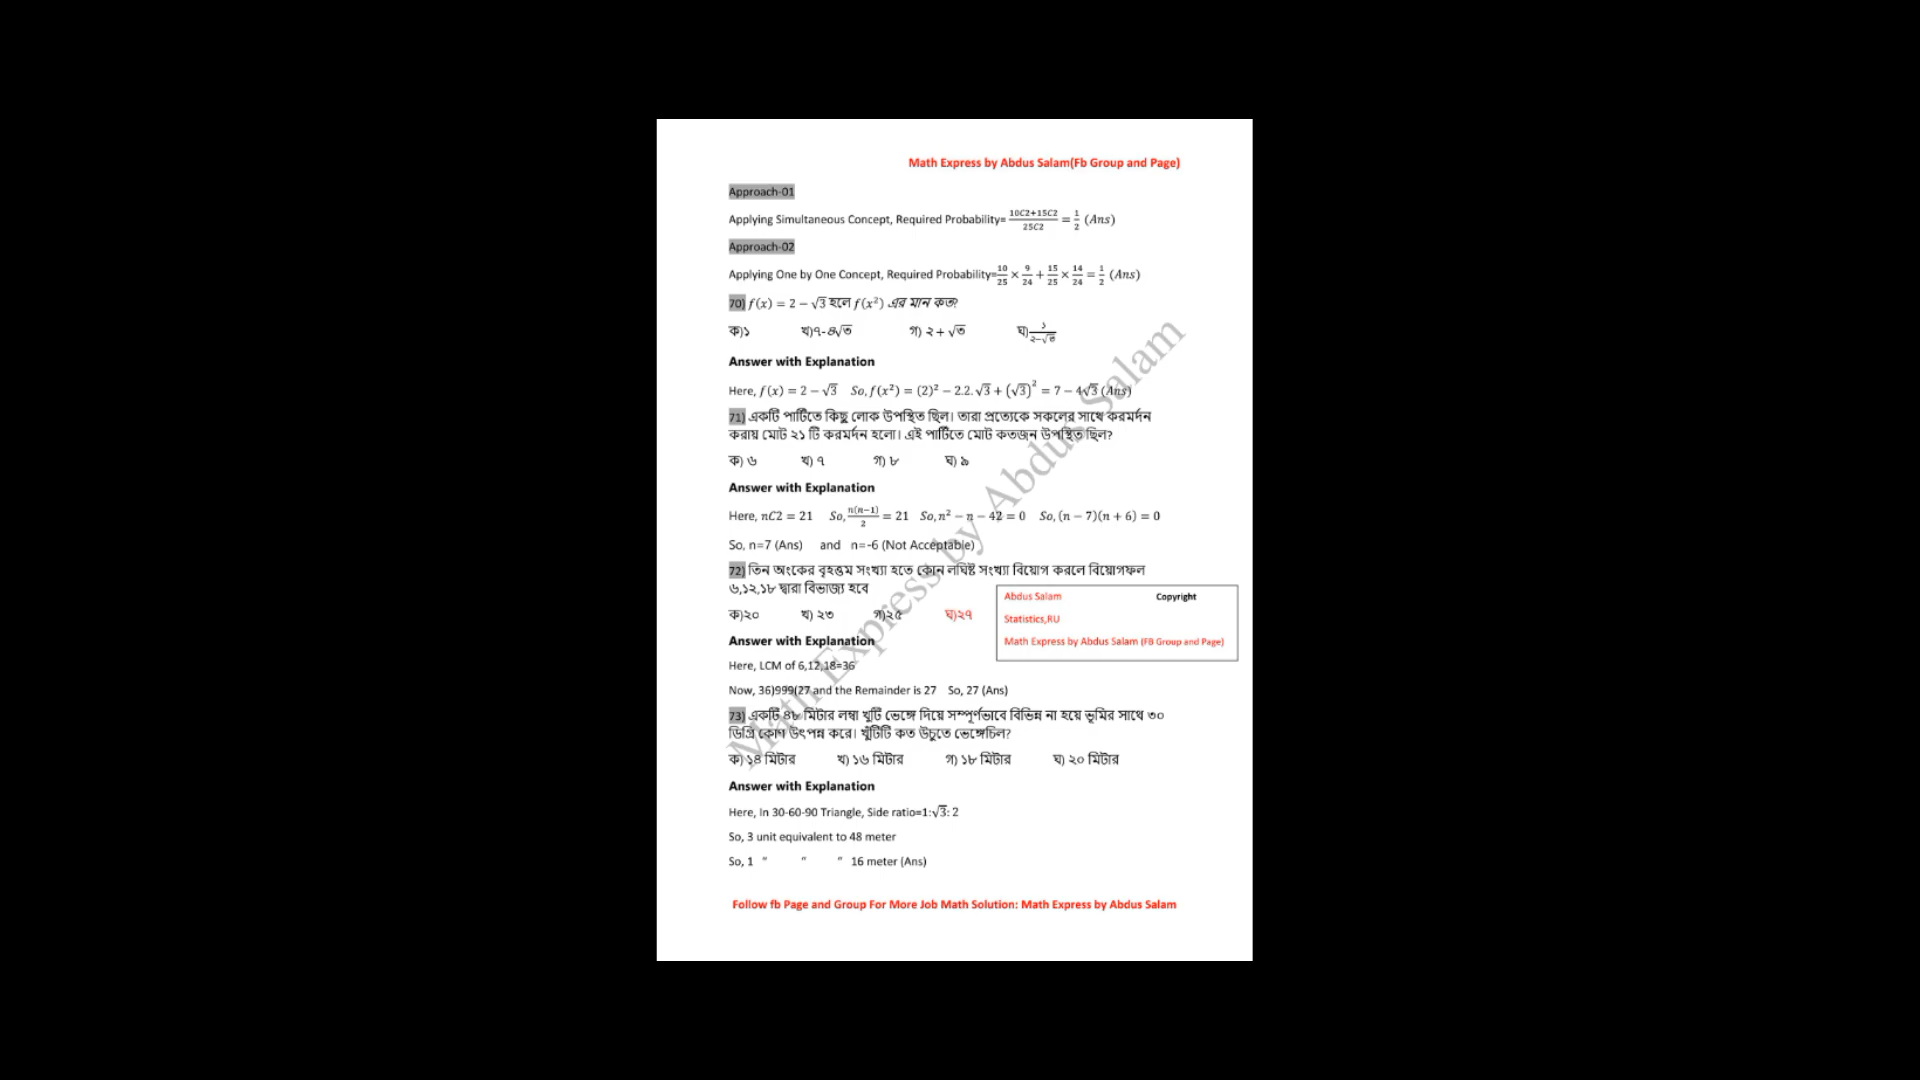 Math Express by Abdus Salam(Fb Group and Page)
Approach-01
Applying Simultaneous Concept, Required Probability= (10C2+15C2)/25C2 = 1/2 (Ans)
Approach-02
Applying One by One Concept, Required Probability= 10/25 × 9/24 + 15/25 × 14/24 = 1/2 (Ans)
70) f(x) = 2 − √3 হলে f(x²) এর মান কত?
ক)১ খ)৭-৪√৩ গ) ২+ √৩ ঘ) ১/(২−√৩)
Answer with Explanation
Here, f(x) = 2 − √3 So, f(x²) = (2)² − 2.2.√3 + (√3)² = 7 − 4√3 (Ans)
71) একটি পার্টিতে কিছু লোক উপস্থিত ছিল। তারা প্রত্যেকে সকলের সাথে করমর্দন
করায় মোট ২১ টি করমর্দন হলো। এই পার্টিতে মোট কতজন উপস্থিত ছিল?
ক) ৬ খ) ৭ গ) ৮ ঘ) ৯
Answer with Explanation
Here, nC2 = 21 So, n(n−1)/2 = 21 So, n² − n − 42 = 0 So, (n − 7)(n + 6) = 0
So, n=7 (Ans) and n=-6 (Not Acceptable)
72) তিন অংকের বৃহত্তম সংখ্যা হতে কোন লঘিষ্ট সংখ্যা বিয়োগ করলে বিয়োগফল
৬,১২,১৮ দ্বারা বিভাজ্য হবে
ক)২০ খ) ২৩ গ)২৫ ঘ)২৭
Abdus Salam Copyright
Statistics,RU
Math Express by Abdus Salam (FB Group and Page)
Answer with Explanation
Here, LCM of 6,12,18=36
Now, 36)999(27 and the Remainder is 27 So, 27 (Ans)
73) একটি ৪৮ মিটার লম্বা খুটি ভেঙ্গে দিয়ে সম্পূর্ণভাবে বিভিন্ন না হয়ে ভূমির সাথে ৩০
ডিগ্রি কোণ উৎপন্ন করে। খুঁটিটি কত উচুতে ভেঙ্গেচিল?
ক) ১৪ মিটার খ) ১৬ মিটার গ) ১৮ মিটার ঘ) ২০ মিটার
Answer with Explanation
Here, In 30-60-90 Triangle, Side ratio=1:√3: 2
So, 3 unit equivalent to 48 meter
So, 1 " " " 16 meter (Ans)
Follow fb Page and Group For More Job Math Solution: Math Express by Abdus Salam
Math Express by Abdus Salam